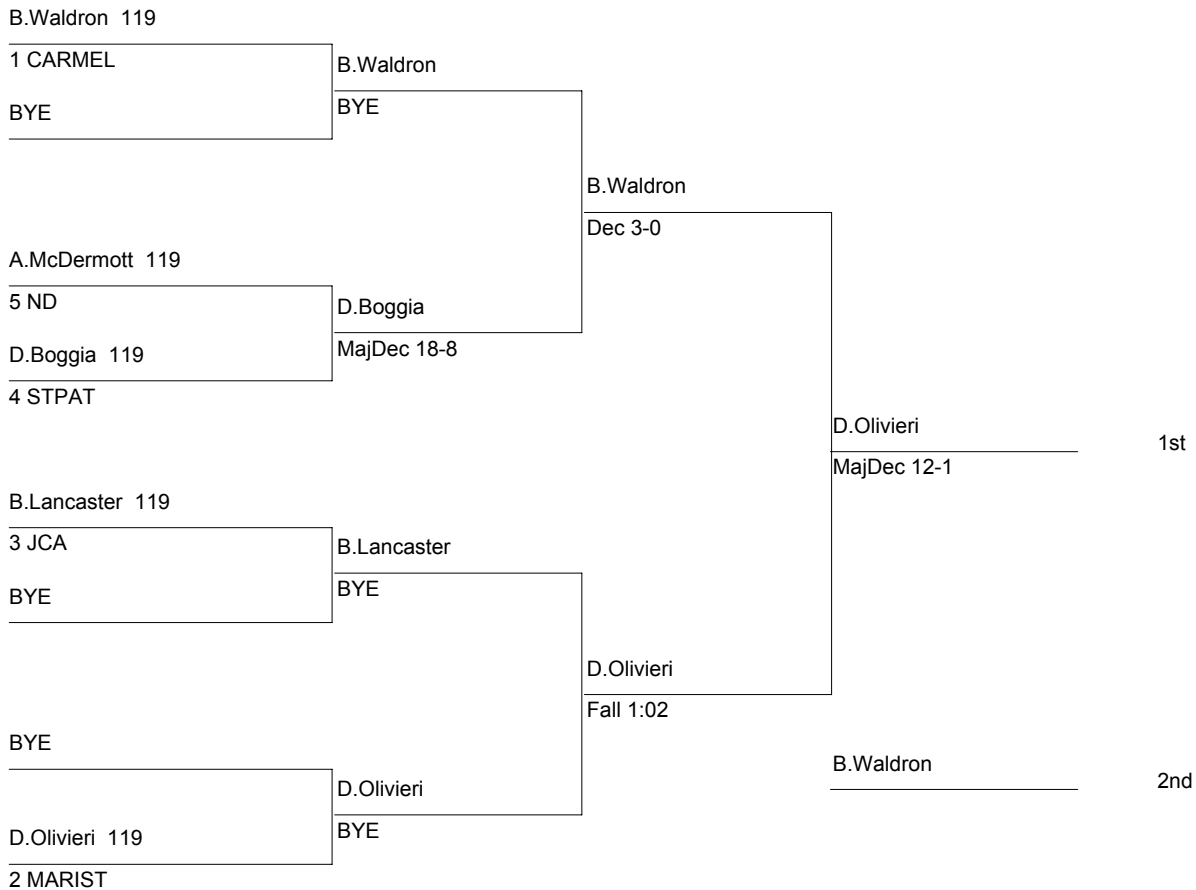 B.Waldron 119
1 CARMEL
BYE
B.Waldron
BYE
B.Waldron
Dec 3-0
A.McDermott 119
5 ND
D.Boggia 119
4 STPAT
D.Boggia
MajDec 18-8
D.Olivieri
MajDec 12-1
1st
B.Lancaster 119
3 JCA
BYE
B.Lancaster
BYE
D.Olivieri
Fall 1:02
BYE
D.Olivieri 119
2 MARIST
D.Olivieri
BYE
B.Waldron
2nd